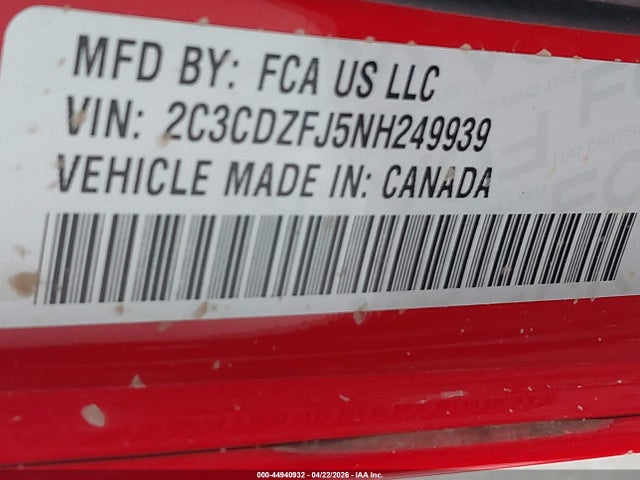 MFD BY: FCA US LLC
VIN: 2C3CDZFJ5NH249939
VEHICLE MADE IN: CANADA
000-44940932 - 04/22/2026 - IAA Inc.